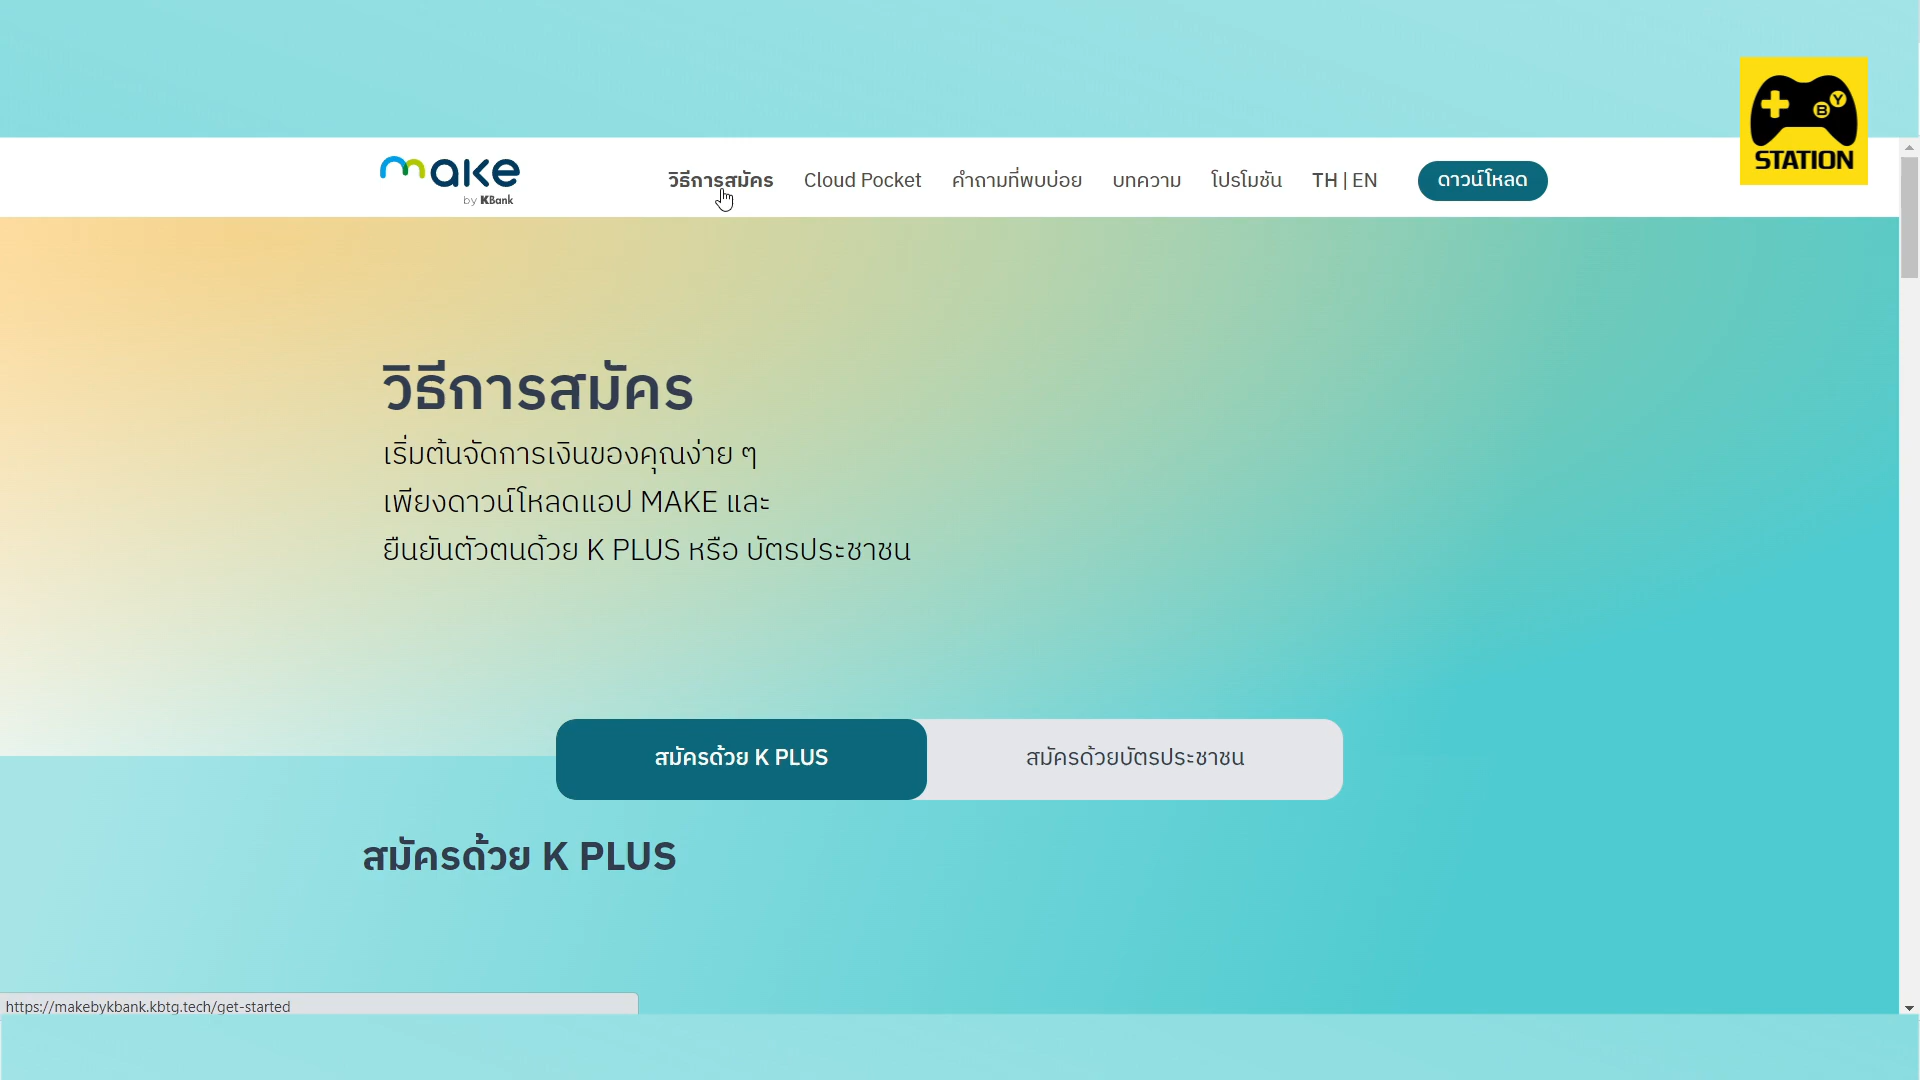 make
by KBank
วิธีการสมัคร
Cloud Pocket
คำถามที่พบบ่อย
บทความ
โปรโมชัน
TH | EN
ดาวน์โหลด
B Y
STATION
วิธีการสมัคร
เริ่มต้นจัดการเงินของคุณง่าย ๆ
เพียงดาวน์โหลดแอป MAKE และ
ยืนยันตัวตนด้วย K PLUS หรือ บัตรประชาชน
สมัครด้วย K PLUS
สมัครด้วยบัตรประชาชน
สมัครด้วย K PLUS
https://makebykbank.kbtg.tech/get-started